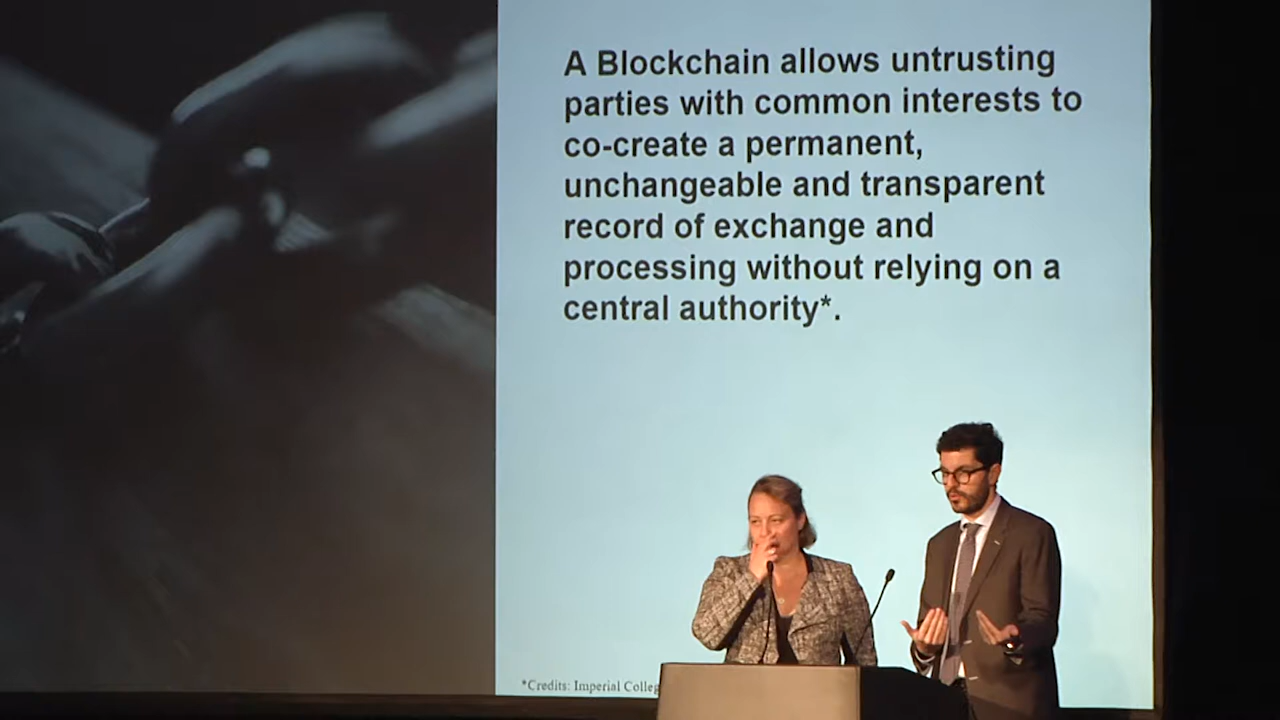 A Blockchain allows untrusting
parties with common interests to
co-create a permanent,
unchangeable and transparent
record of exchange and
processing without relying on a
central authority*.
*Credits: Imperial